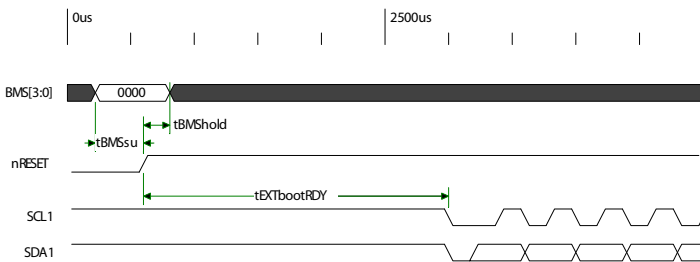 0us 2500us
BMS[3:0] 0000
tBMShold
tBMSsu
nRESET
tEXTbootRDY
SCL1
SDA1